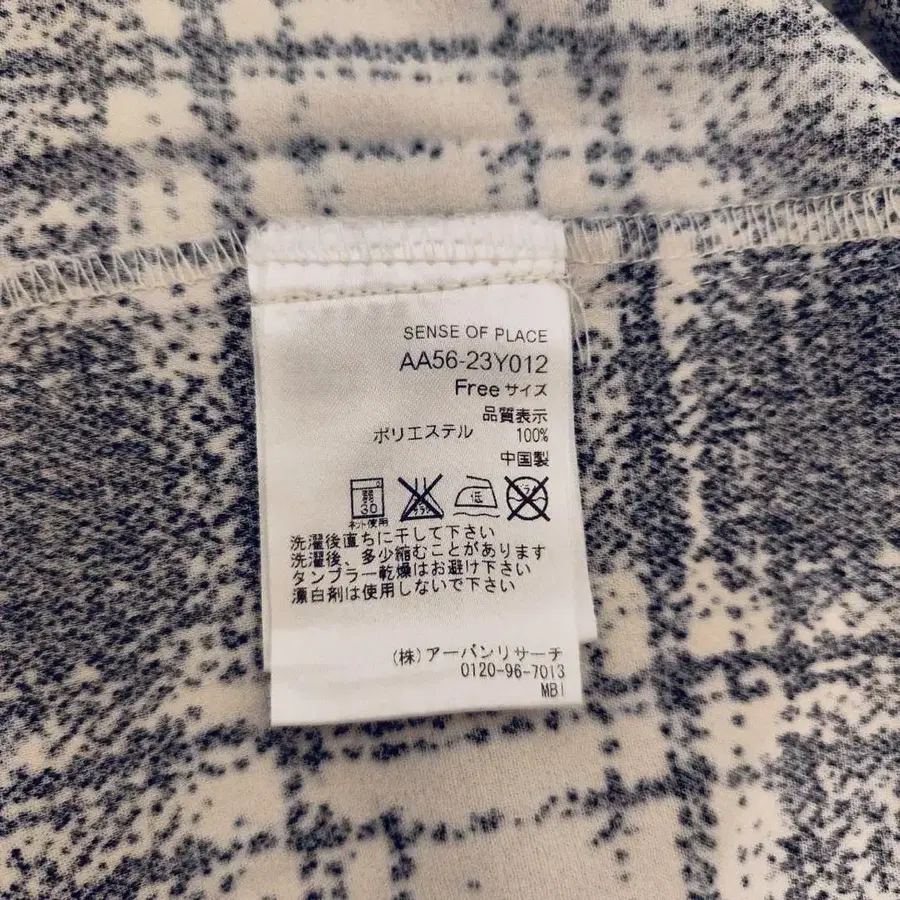 SENSE OF PLACE
AA56-23Y012
Free サイズ
品質表示
ポリエステル 100%
中国製
弱
30
ネット使用
低
洗濯後直ちに干して下さい
洗濯後、多少縮むことがあります
タンブラー乾燥はお避け下さい
漂白剤は使用しないで下さい
(株)アーバンリサーチ
0120-96-7013
MBI